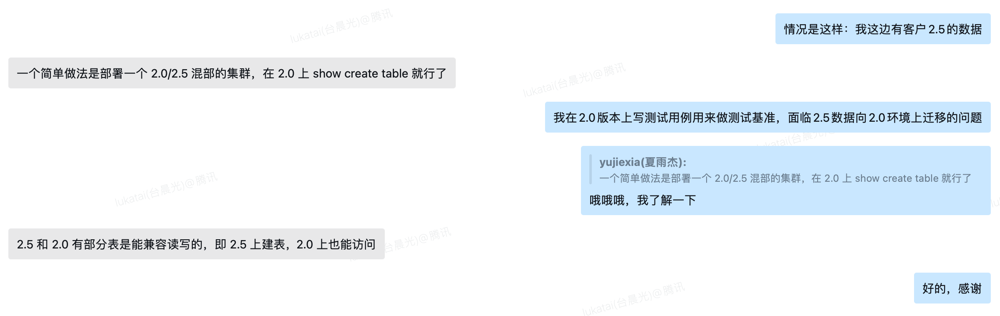 lukatai(台晨光)@腾讯
情况是这样：我这边有客户2.5的数据
一个简单做法是部署一个 2.0/2.5 混部的集群，在 2.0 上 show create table 就行了
lukatai(台晨光)@腾讯
我在2.0版本上写测试用例用来做测试基准，面临2.5数据向2.0环境上迁移的问题
yujiexia(夏雨杰):
一个简单做法是部署一个 2.0/2.5 混部的集群，在 2.0 上 show create table 就行了
哦哦哦，我了解一下
lukatai(台晨光)@腾讯
2.5 和 2.0 有部分表是能兼容读写的，即 2.5 上建表，2.0 上也能访问
台晨光)@腾讯
好的，感谢
lukatai(台晨光)@腾讯